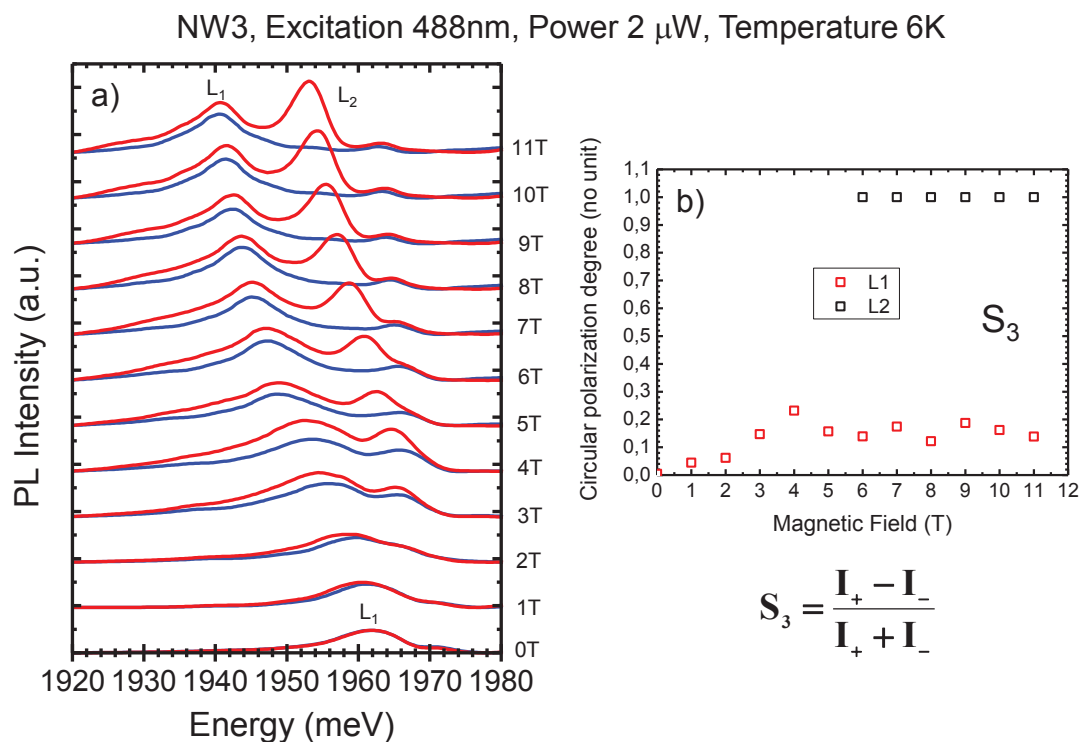 NW3, Excitation 488nm, Power 2 μW, Temperature 6K
a)
L1
L2
11T
10T
9T
8T
7T
6T
5T
4T
3T
2T
1T
L1
0T
1920 1930 1940 1950 1960 1970 1980
Energy (meV)
PL Intensity (a.u.)
b)
1,1
1,0
0,9
0,8
0,7
0,6
0,5
0,4
0,3
0,2
0,1
0,0
L1
L2
S3
0 1 2 3 4 5 6 7 8 9 10 11 12
Magnetic Field (T)
Circular polarization degree (no unit)
S3 = (I+ − I−) / (I+ + I−)